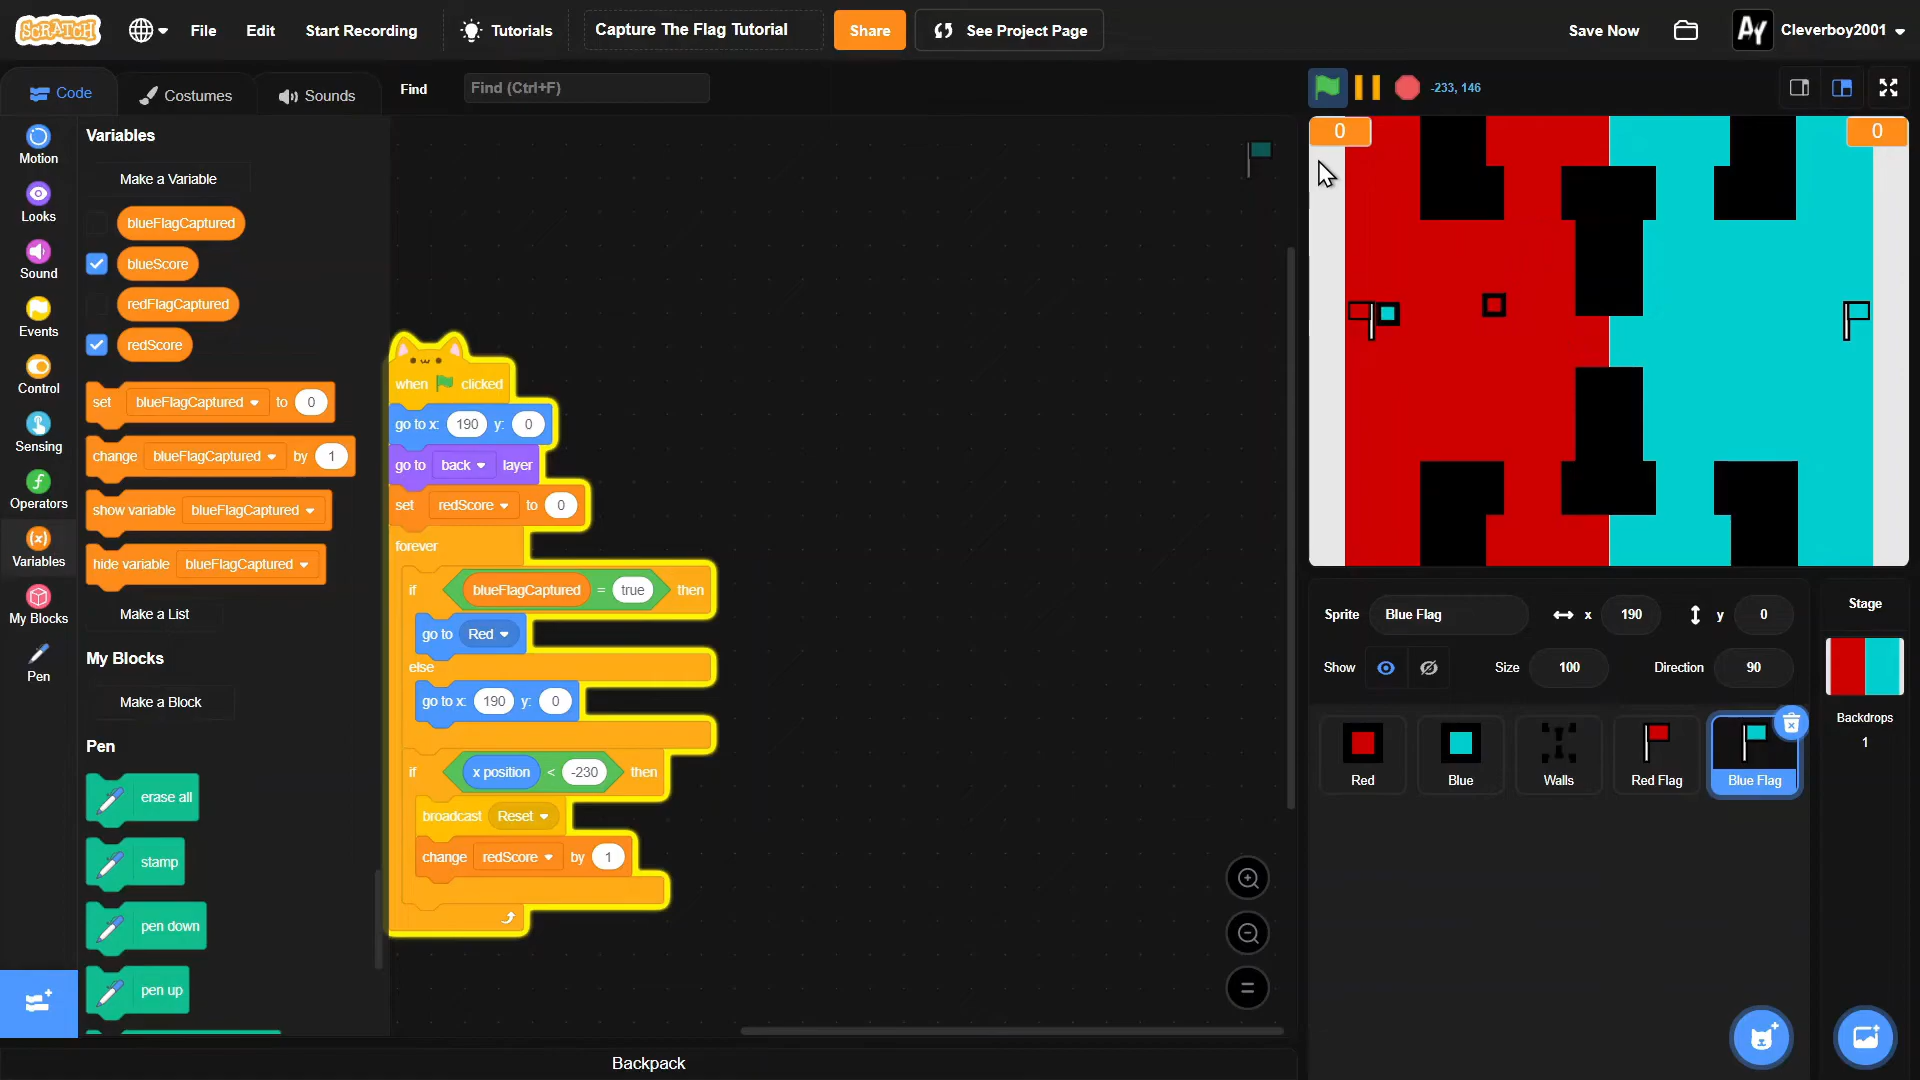 SCRATCH
File
Edit
Start Recording
Tutorials
Capture The Flag Tutorial
Share
See Project Page
Save Now
Ay
Cleverboy2001
Code
Costumes
Sounds
Find
Find (Ctrl+F)
-233, 146
Motion
Looks
Sound
Events
Control
Sensing
Operators
Variables
My Blocks
Pen
Variables
Make a Variable
blueFlagCaptured
blueScore
redFlagCaptured
redScore
set blueFlagCaptured to 0
change blueFlagCaptured by 1
show variable blueFlagCaptured
hide variable blueFlagCaptured
Make a List
My Blocks
Make a Block
Pen
erase all
stamp
pen down
pen up
when clicked
go to x: 190 y: 0
go to back layer
set redScore to 0
forever
if blueFlagCaptured = true then
go to Red
else
go to x: 190 y: 0
if x position < -230 then
broadcast Reset
change redScore by 1
0
0
Sprite Blue Flag x 190 y 0
Show Size 100 Direction 90
Red
Blue
Walls
Red Flag
Blue Flag
Stage
Backdrops
1
Backpack